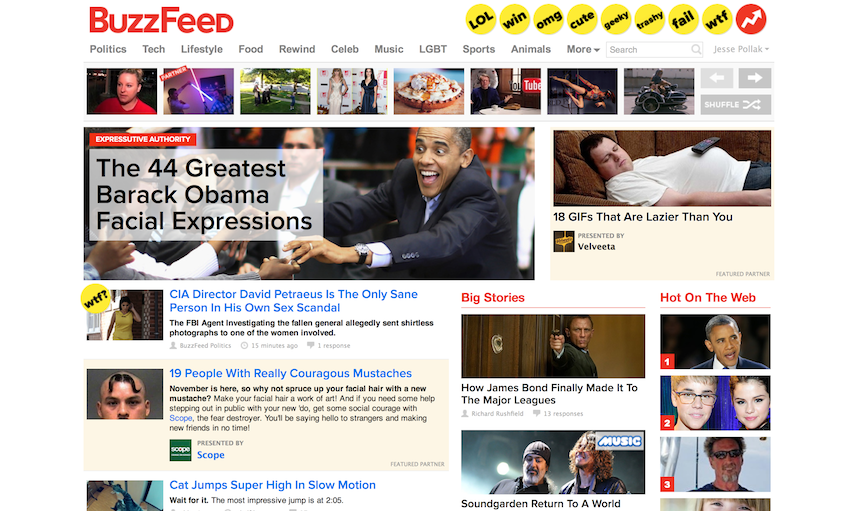 BuzzFeeD
LOL
win
omg
cute
geeky
trashy
fail
wtf
Politics Tech Lifestyle Food Rewind Celeb Music LGBT Sports Animals More Search Jesse Pollak
PARTNER
You
SHUFFLE
EXPRESSUTIVE AUTHORITY
The 44 Greatest
Barack Obama
Facial Expressions
18 GIFs That Are Lazier Than You
PRESENTED BY
Velveeta
FEATURED PARTNER
wtf?
CIA Director David Petraeus Is The Only Sane
Person In His Own Sex Scandal
The FBI Agent Investigating the fallen general allegedly sent shirtless
photographs to one of the women involved.
BuzzFeed Politics 15 minutes ago 1 response
19 People With Really Couragous Mustaches
November is here, so why not spruce up your facial hair with a new
mustache? Make your facial hair a work of art! And if you need some help
stepping out in public with your new 'do, get some social courage with
Scope, the fear destroyer. You'll be saying hello to strangers and making
new friends in no time!
scope
PRESENTED BY
Scope
FEATURED PARTNER
Cat Jumps Super High In Slow Motion
Wait for it. The most impressive jump is at 2:05.
Big Stories
How James Bond Finally Made It To
The Major Leagues
Richard Rushfield 13 responses
MUSIC
Soundgarden Return To A World
Hot On The Web
1
2
3